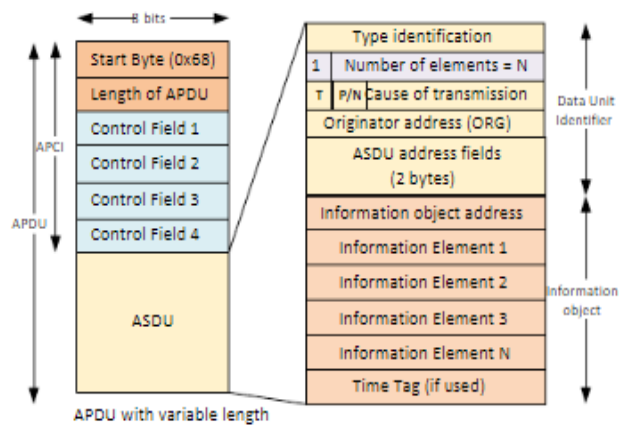 8 bits
Start Byte (0x68)
Length of APDU
Control Field 1
Control Field 2
Control Field 3
Control Field 4
ASDU
APCI
APDU
APDU with variable length
Type identification
1 Number of elements = N
T P/N Cause of transmission
Originator address (ORG)
ASDU address fields
(2 bytes)
Information object address
Information Element 1
Information Element 2
Information Element 3
Information Element N
Time Tag (if used)
Data Unit
Identifier
Information
object